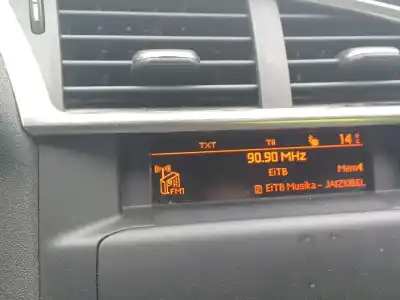 TXT TA 14 °C
90.90 MHz
EiTB Mem4
FM1 EiTB Musika - JAIZKIBEL